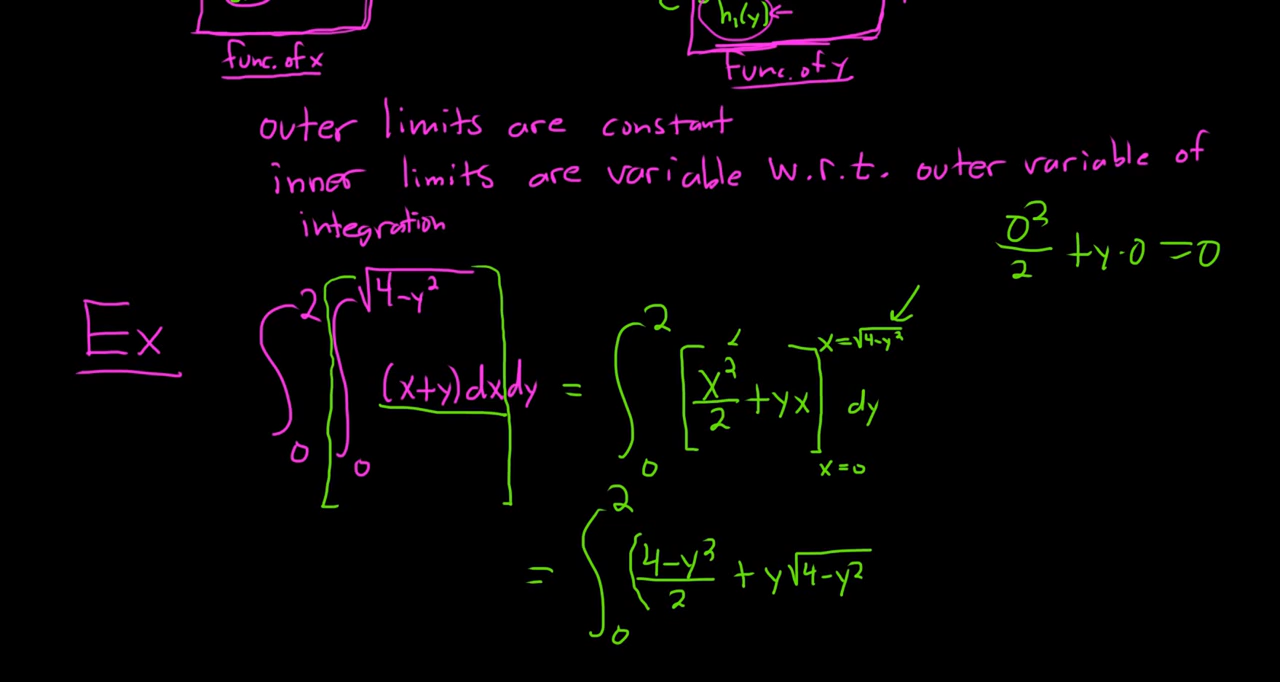 h₁(y)
func. of x
Func. of y
outer limits are constant
inner limits are variable w.r.t. outer variable of
integration
0²/2 + y·0 = 0
Ex ∫₀² [∫₀^√(4-y²) (x+y)dx]dy = ∫₀² [x²/2 + yx]_{x=0}^{x=√(4-y²)} dy
= ∫₀² (4-y²/2 + y√(4-y²)